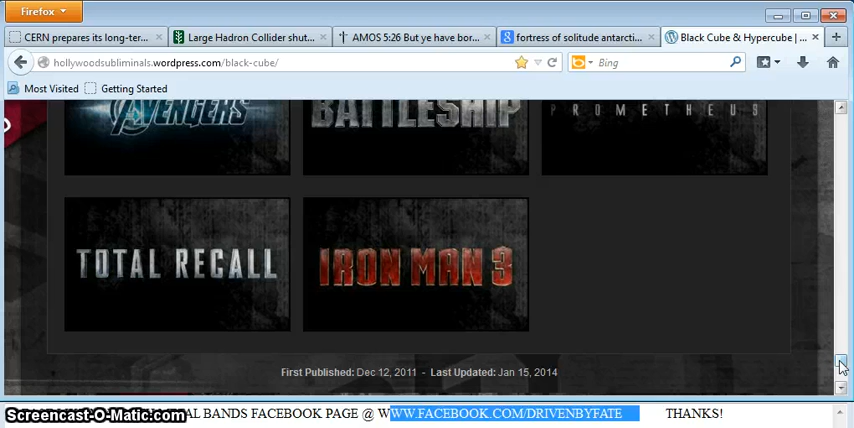 Firefox
CERN prepares its long-ter...
Large Hadron Collider shut...
AMOS 5:26 But ye have bor...
fortress of solitude antarcti...
Black Cube & Hypercube | ...
hollywoodsubliminals.wordpress.com/black-cube/
Bing
Most Visited
Getting Started
AVENGERS
BATTLESHIP
PROMETHEUS
TOTAL RECALL
IRON MAN 3
First Published: Dec 12, 2011 - Last Updated: Jan 15, 2014
BANDS FACEBOOK PAGE @ WWW.FACEBOOK.COM/DRIVENBYFATE THANKS!
Screencast-O-Matic.com